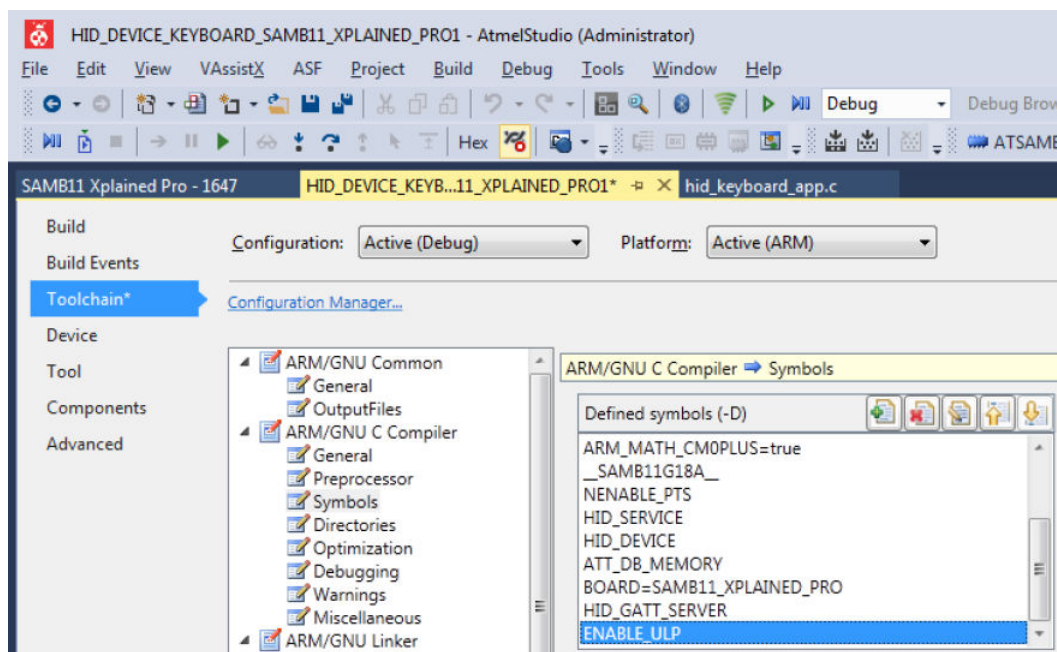 HID_DEVICE_KEYBOARD_SAMB11_XPLAINED_PRO1 - AtmelStudio (Administrator)
File Edit View VAssistX ASF Project Build Debug Tools Window Help
Debug Debug Brow
Hex ATSAMB
SAMB11 Xplained Pro - 1647 HID_DEVICE_KEYB...11_XPLAINED_PRO1* hid_keyboard_app.c
Build
Build Events
Toolchain*
Device
Tool
Components
Advanced
Configuration: Active (Debug) Platform: Active (ARM)
Configuration Manager...
ARM/GNU Common
General
OutputFiles
ARM/GNU C Compiler
General
Preprocessor
Symbols
Directories
Optimization
Debugging
Warnings
Miscellaneous
ARM/GNU Linker
ARM/GNU C Compiler Symbols
Defined symbols (-D)
ARM_MATH_CM0PLUS=true
__SAMB11G18A__
NENABLE_PTS
HID_SERVICE
HID_DEVICE
ATT_DB_MEMORY
BOARD=SAMB11_XPLAINED_PRO
HID_GATT_SERVER
ENABLE_ULP